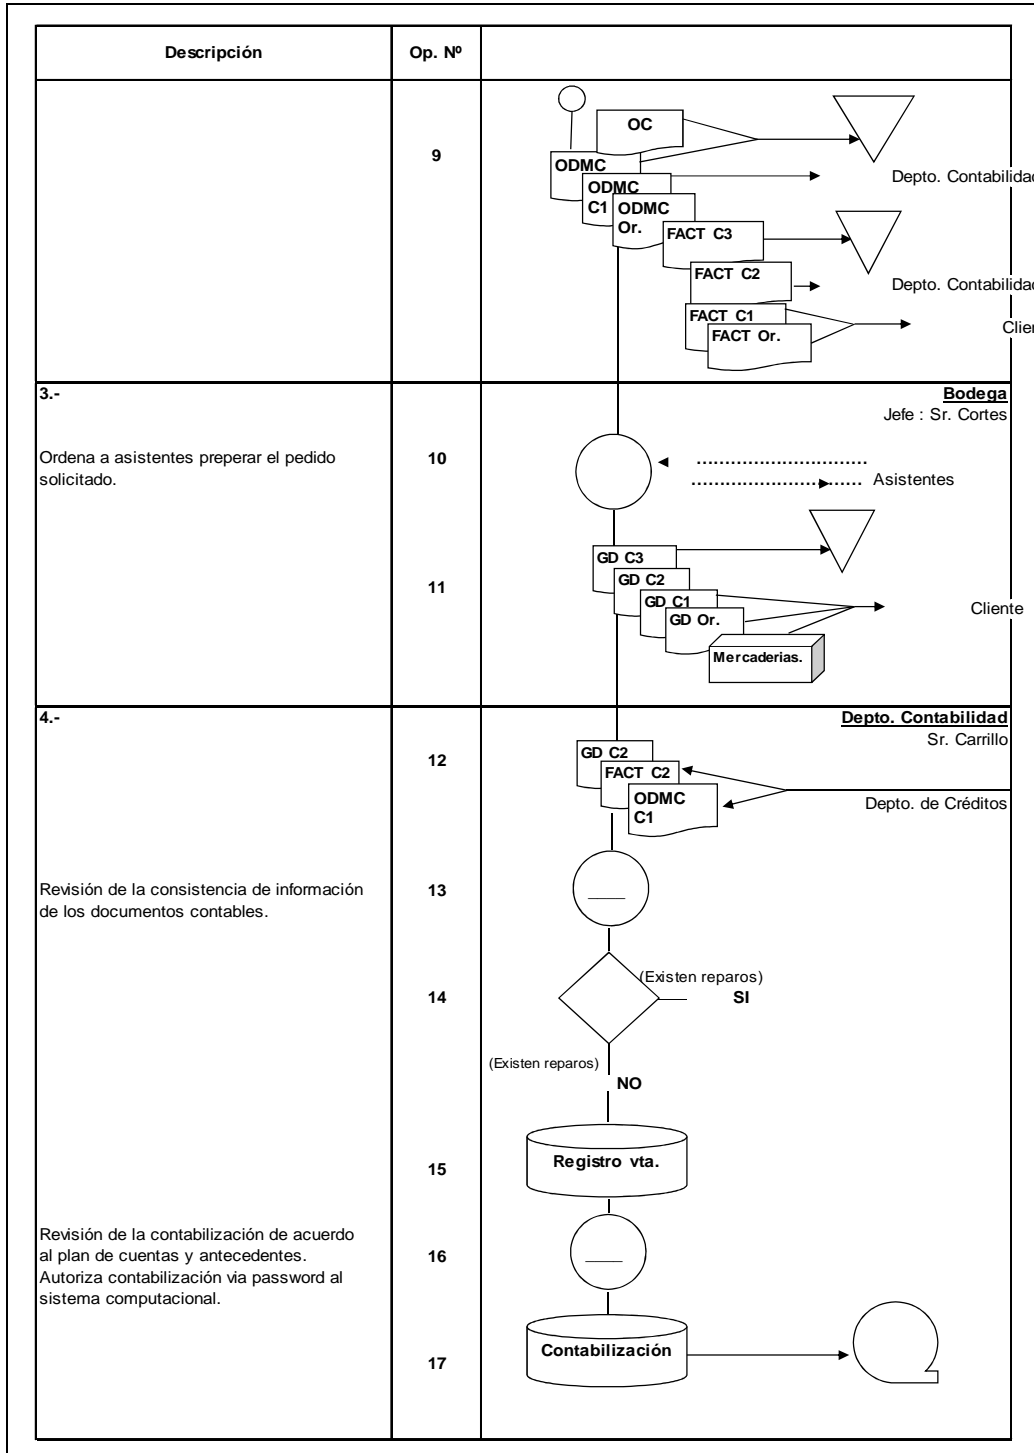 Descripción
Op. Nº
9
OC
ODMC
ODMC
C1
ODMC
Or.
FACT C3
FACT C2
FACT C1
FACT Or.
Depto. Contabilidad
Depto. Contabilidad
Clien
3.-
Bodega
Jefe : Sr. Cortes
Ordena a asistentes preperar el pedido
solicitado.
10
Asistentes
11
GD C3
GD C2
GD C1
GD Or.
Mercaderias.
Cliente
4.-
Depto. Contabilidad
Sr. Carrillo
12
GD C2
FACT C2
ODMC
C1
Depto. de Créditos
Revisión de la consistencia de información
de los documentos contables.
13
14
(Existen reparos)
SI
(Existen reparos)
NO
15
Registro vta.
Revisión de la contabilización de acuerdo
al plan de cuentas y antecedentes.
Autoriza contabilización via password al
sistema computacional.
16
17
Contabilización